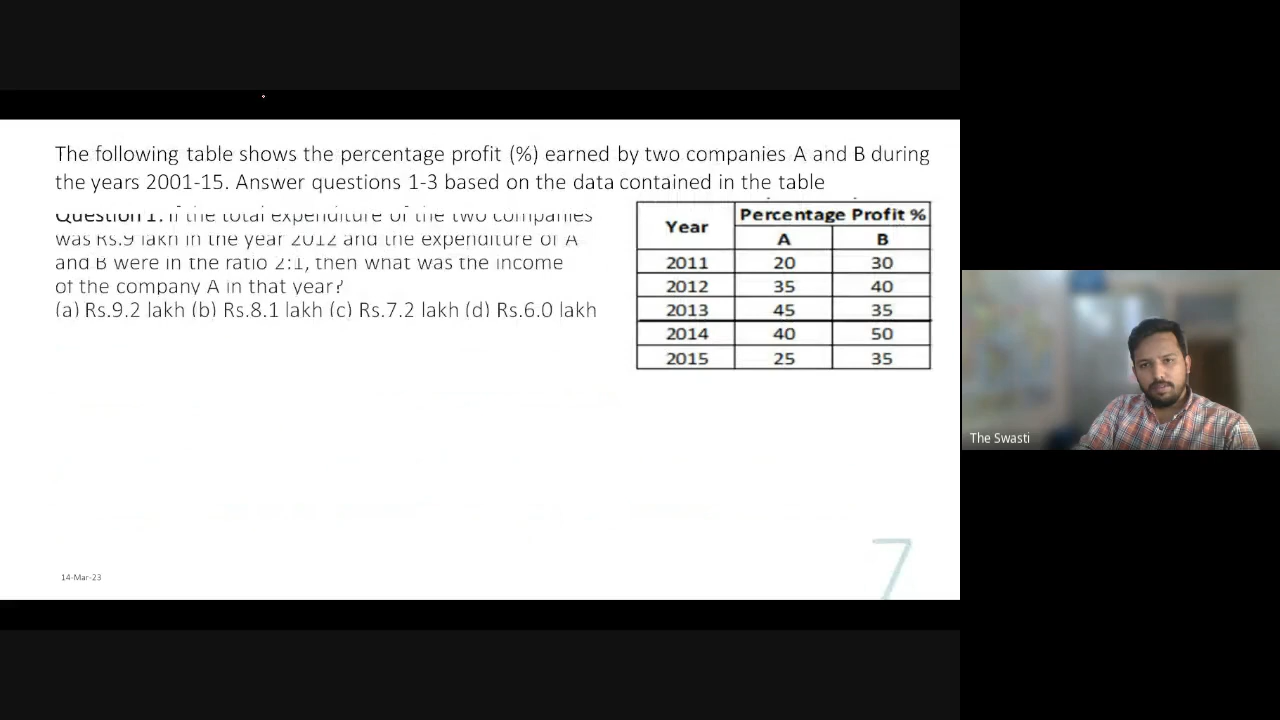 The following table shows the percentage profit (%) earned by two companies A and B during
the years 2001-15. Answer questions 1-3 based on the data contained in the table
Question 1. If the total expenditure of the two companies
was Rs.9 lakh in the year 2012 and the expenditure of A
and B were in the ratio 2:1, then what was the income
of the company A in that year?
(a) Rs.9.2 lakh (b) Rs.8.1 lakh (c) Rs.7.2 lakh (d) Rs.6.0 lakh
Year Percentage Profit %
A B
2011 20 30
2012 35 40
2013 45 35
2014 40 50
2015 25 35
The Swasti
14-Mar-23
7